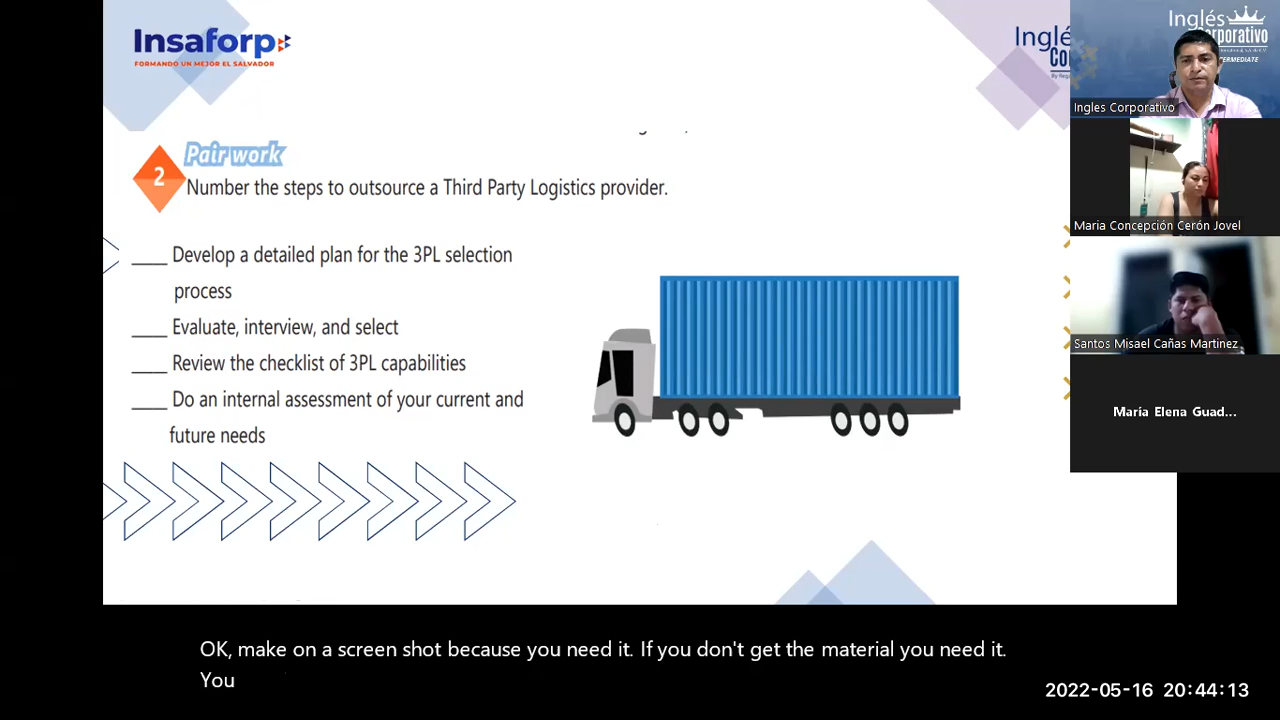 Insaforp
FORMANDO UN MEJOR EL SALVADOR
Inglé
Co
Inglés
Corporativo
Ingles Corporativo
Pair work
2
Number the steps to outsource a Third Party Logistics provider.
____ Develop a detailed plan for the 3PL selection
process
____ Evaluate, interview, and select
____ Review the checklist of 3PL capabilities
____ Do an internal assessment of your current and
future needs
Maria Concepción Cerón Jovel
Santos Misael Cañas Martinez
María Elena Guad...
OK, make on a screen shot because you need it. If you don't get the material you need it.
You
2022-05-16 20:44:13